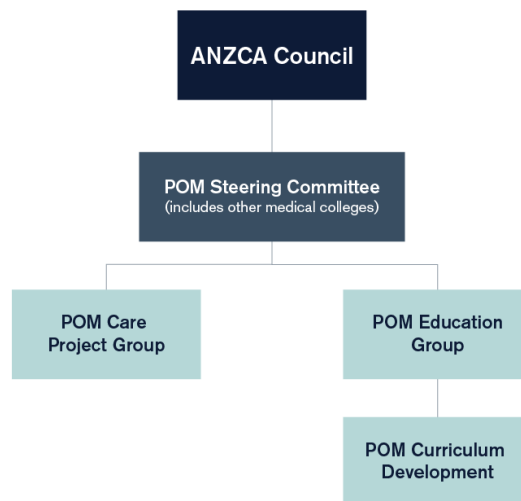 ANZCA Council
POM Steering Committee
(includes other medical colleges)
POM Care
Project Group
POM Education
Group
POM Curriculum
Development